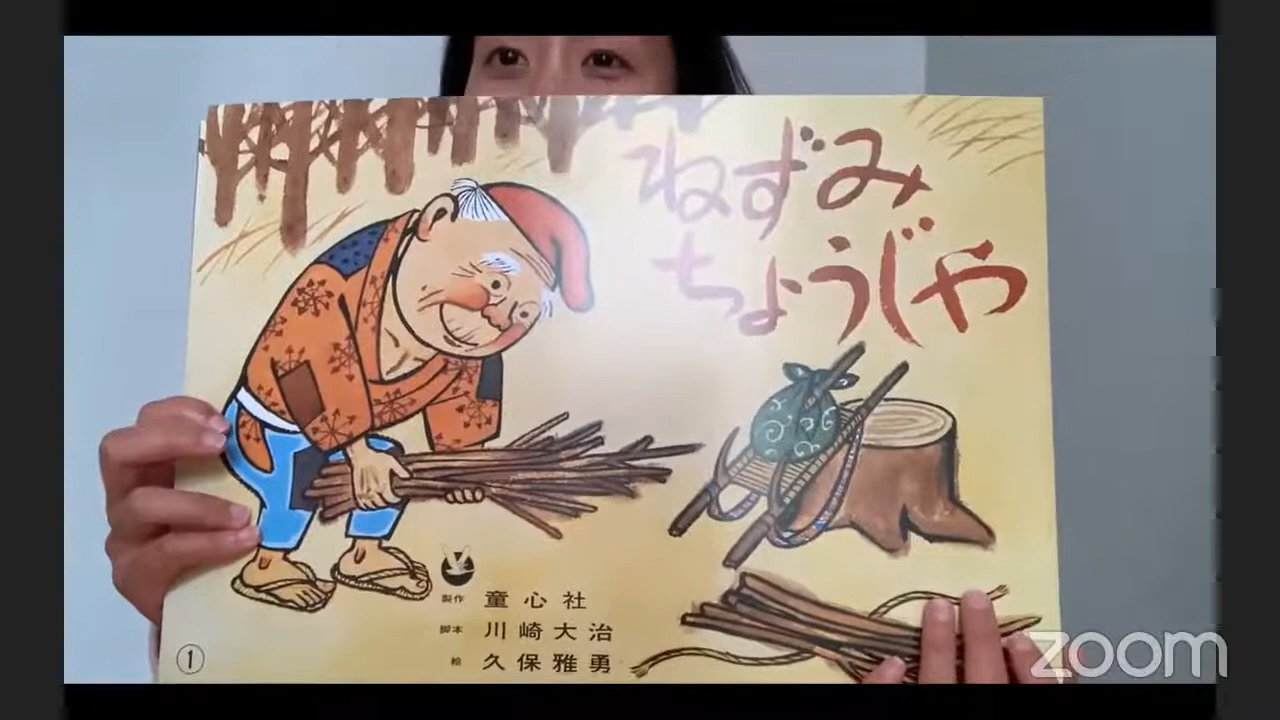 ねずみ
ちょうじゃ
製作 童心社
脚本 川崎大治
絵 久保雅勇
1
zoom